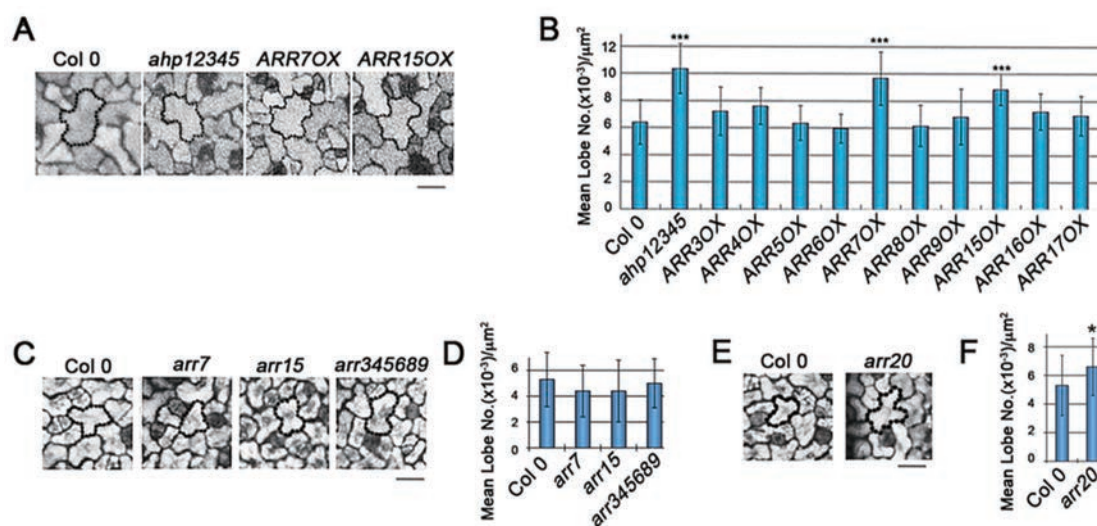 A
Col 0 ahp12345 ARR7OX ARR15OX
B
Mean Lobe No.(x10⁻³)/µm²
12
10
8
6
4
2
0
*** *** ***
Col 0 ahp12345 ARR3OX ARR4OX ARR5OX ARR6OX ARR7OX ARR8OX ARR9OX ARR15OX ARR16OX ARR17OX
C
Col 0 arr7 arr15 arr345689
D
Mean Lobe No.(x10⁻³)/µm²
6
4
2
0
Col 0 arr7 arr15 arr345689
E
Col 0 arr20
F
Mean Lobe No.(x10⁻³)/µm²
8
6
4
2
0
*
Col 0 arr20